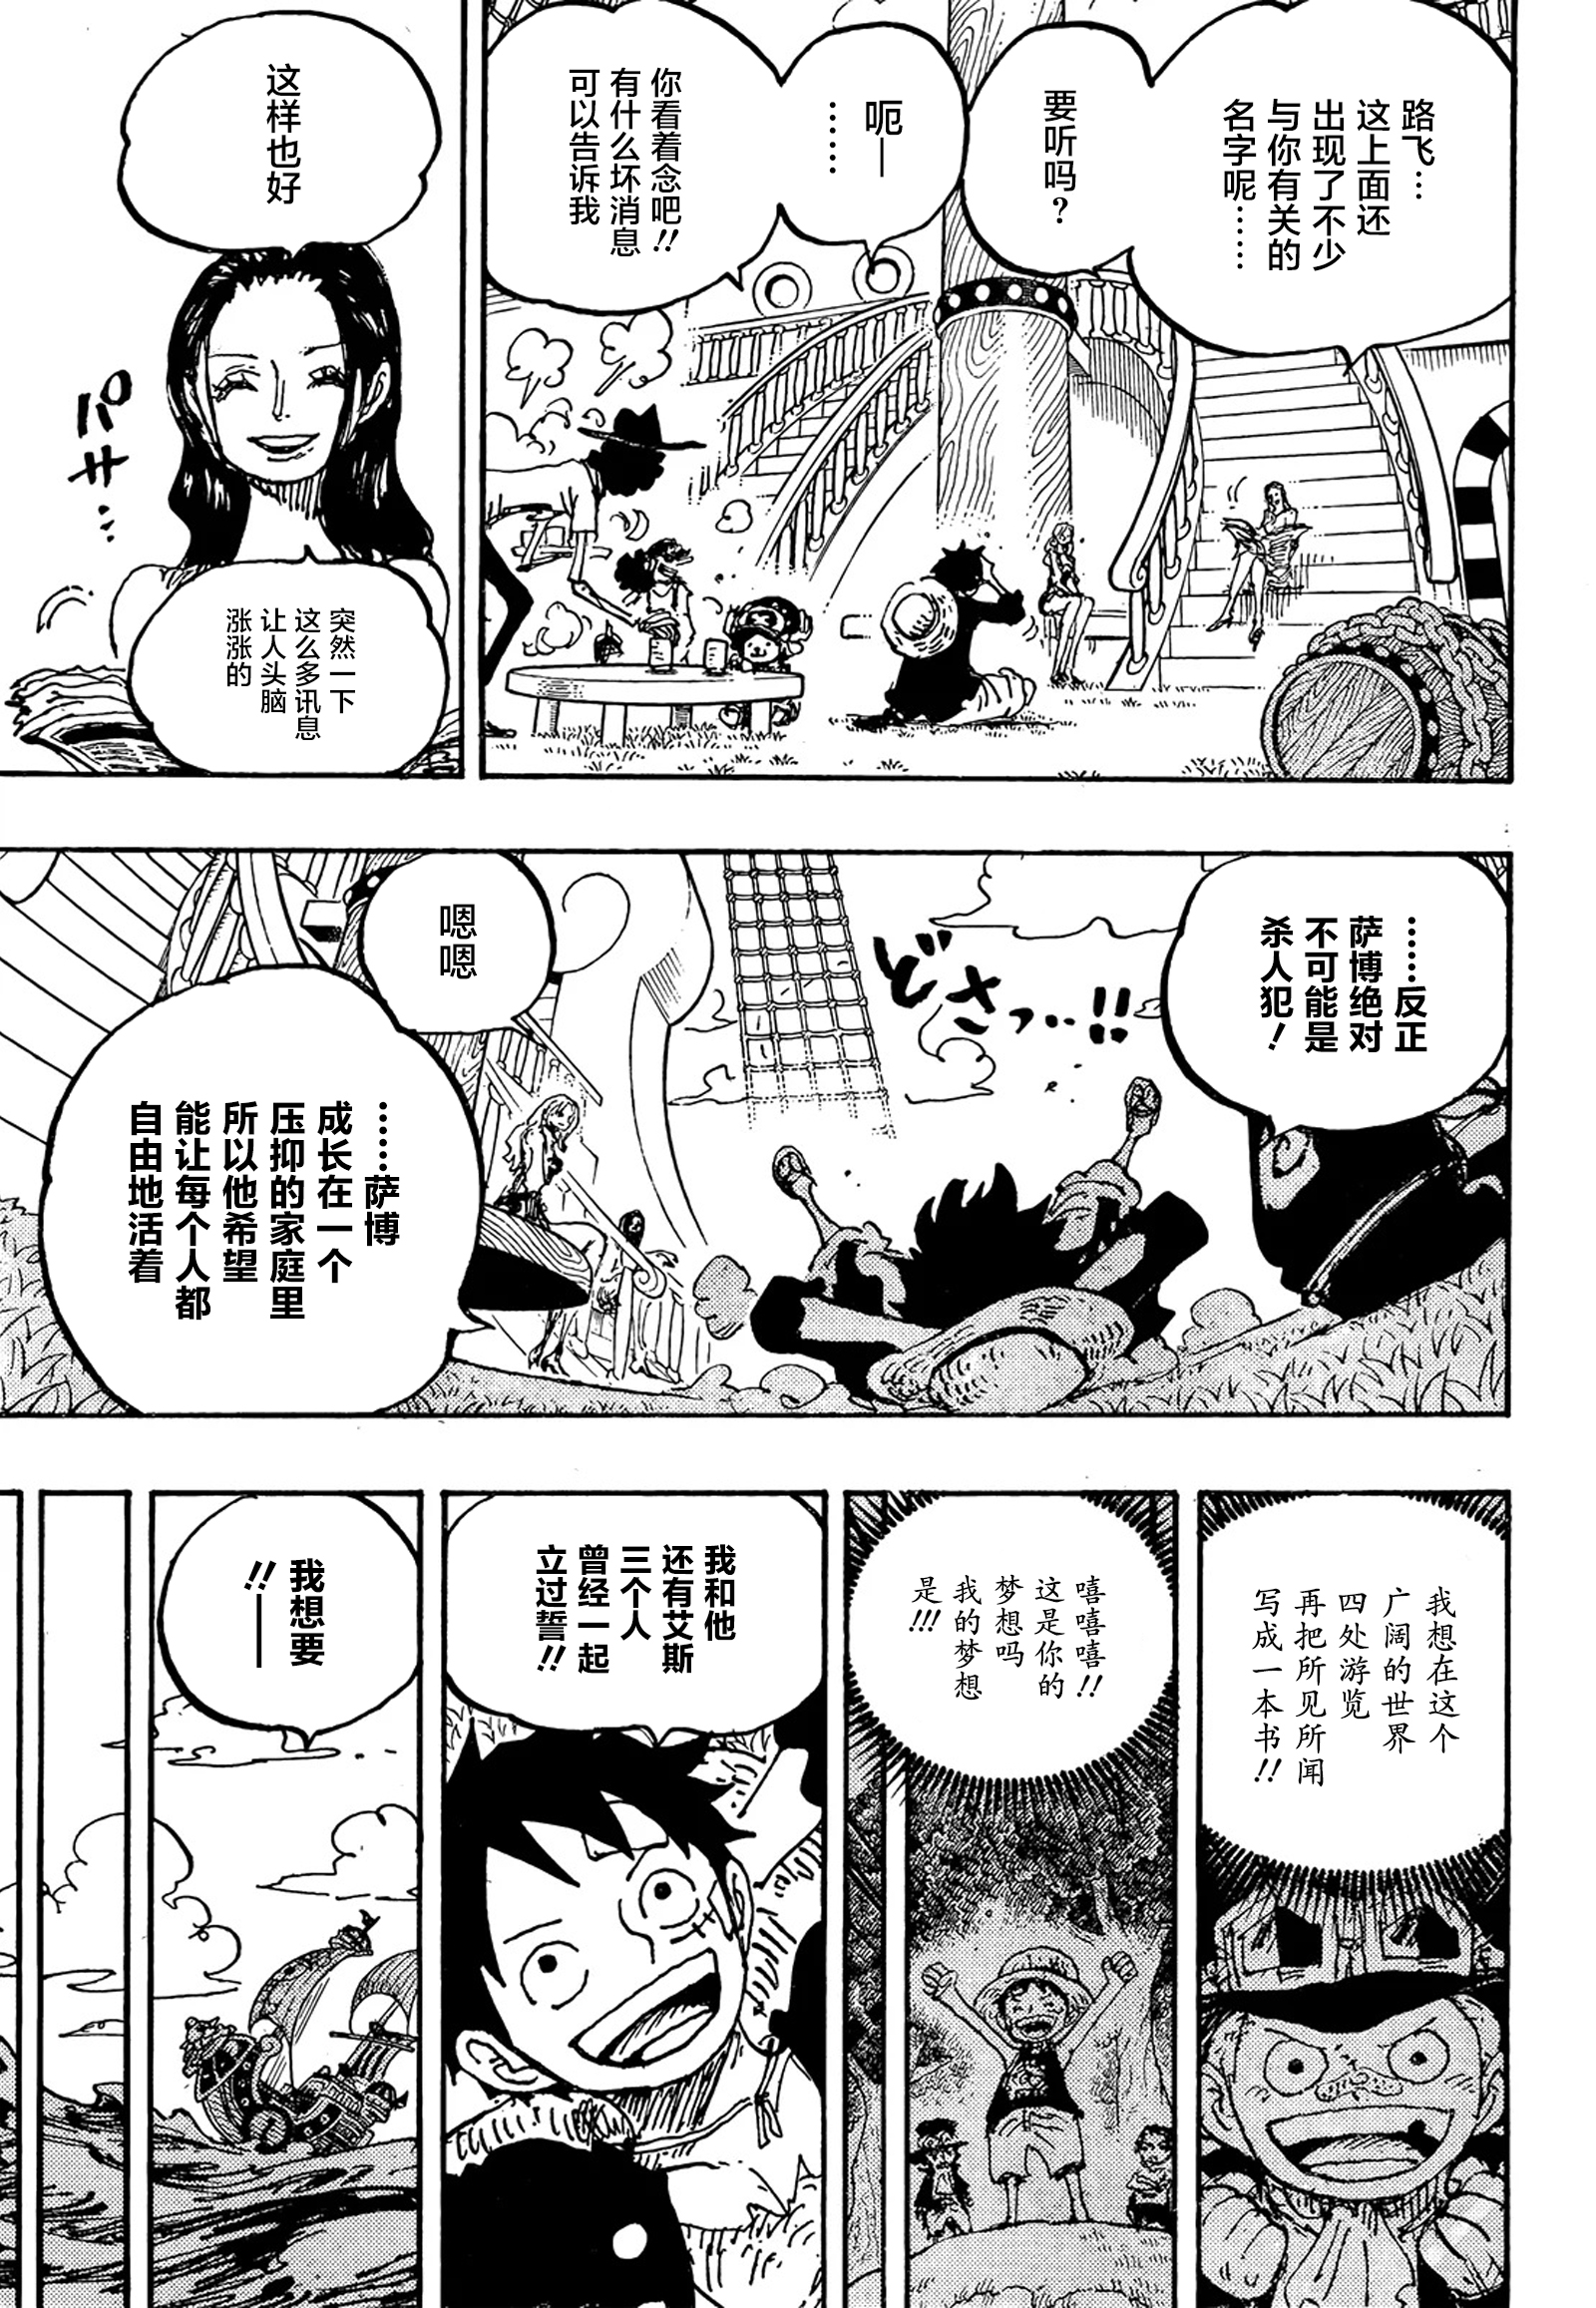 路飞…
这上面还
出现了不少
与你有关的
名字呢……
要听吗?
呃—
……
你看着念吧!!
有什么坏消息
可以告诉我
这样也好
パサ…
突然一下
这么多讯息
让人头脑
涨涨的
……反正
萨博绝对
不可能是
杀人犯!
どさっ…!!
嗯嗯
……萨博
成长在一个
压抑的家庭里
所以他希望
能让每个人都
自由地活着
我想在这个
广阔的世界
四处游览
再把所见所闻
写成一本书!!
嘻嘻嘻!!
这是你的
梦想吗
我的梦想
是!!!
我和他
还有艾斯
三个人
曾经一起
立过誓!!
我想要——
!!